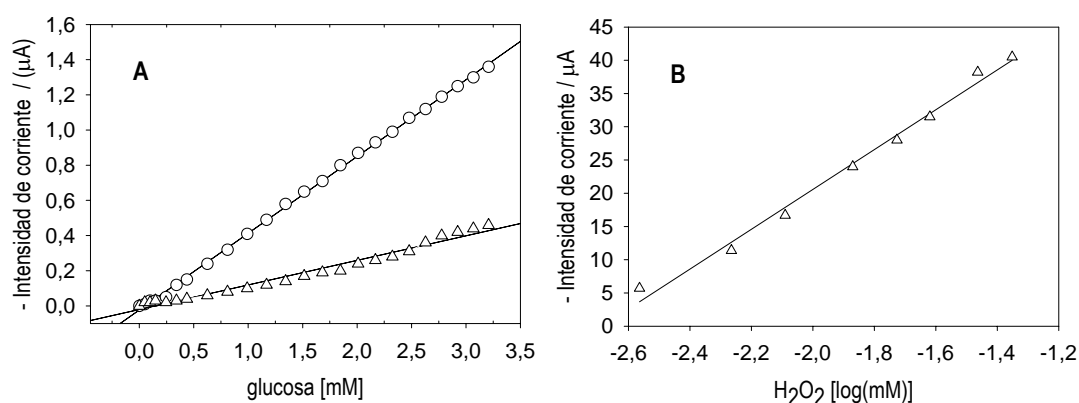 A
- Intensidad de corriente / (μA)
1,6
1,4
1,2
1,0
0,8
0,6
0,4
0,2
0,0
0,0 0,5 1,0 1,5 2,0 2,5 3,0 3,5
glucosa [mM]
B
- Intensidad de corriente / μA
45
40
35
30
25
20
15
10
5
0
-2,6 -2,4 -2,2 -2,0 -1,8 -1,6 -1,4 -1,2
H₂O₂ [log(mM)]